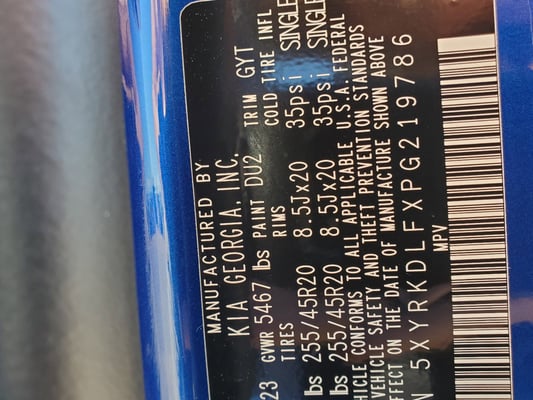 MANUFACTURED BY
KIA GEORGIA, INC.
23 GVWR 5467 lbs PAINT DU2 TRIM GYT
TIRES RIMS COLD TIRE INFL
lbs 255/45R20 8.5Jx20 35psi SINGLE
lbs 255/45R20 8.5Jx20 35psi SINGLE
HICLE CONFORMS TO ALL APPLICABLE U.S.A. FEDERAL
VEHICLE SAFETY AND THEFT PREVENTION STANDARDS
EFFECT ON THE DATE OF MANUFACTURE SHOWN ABOVE
N 5XYRKDLFXPG219786
MPV